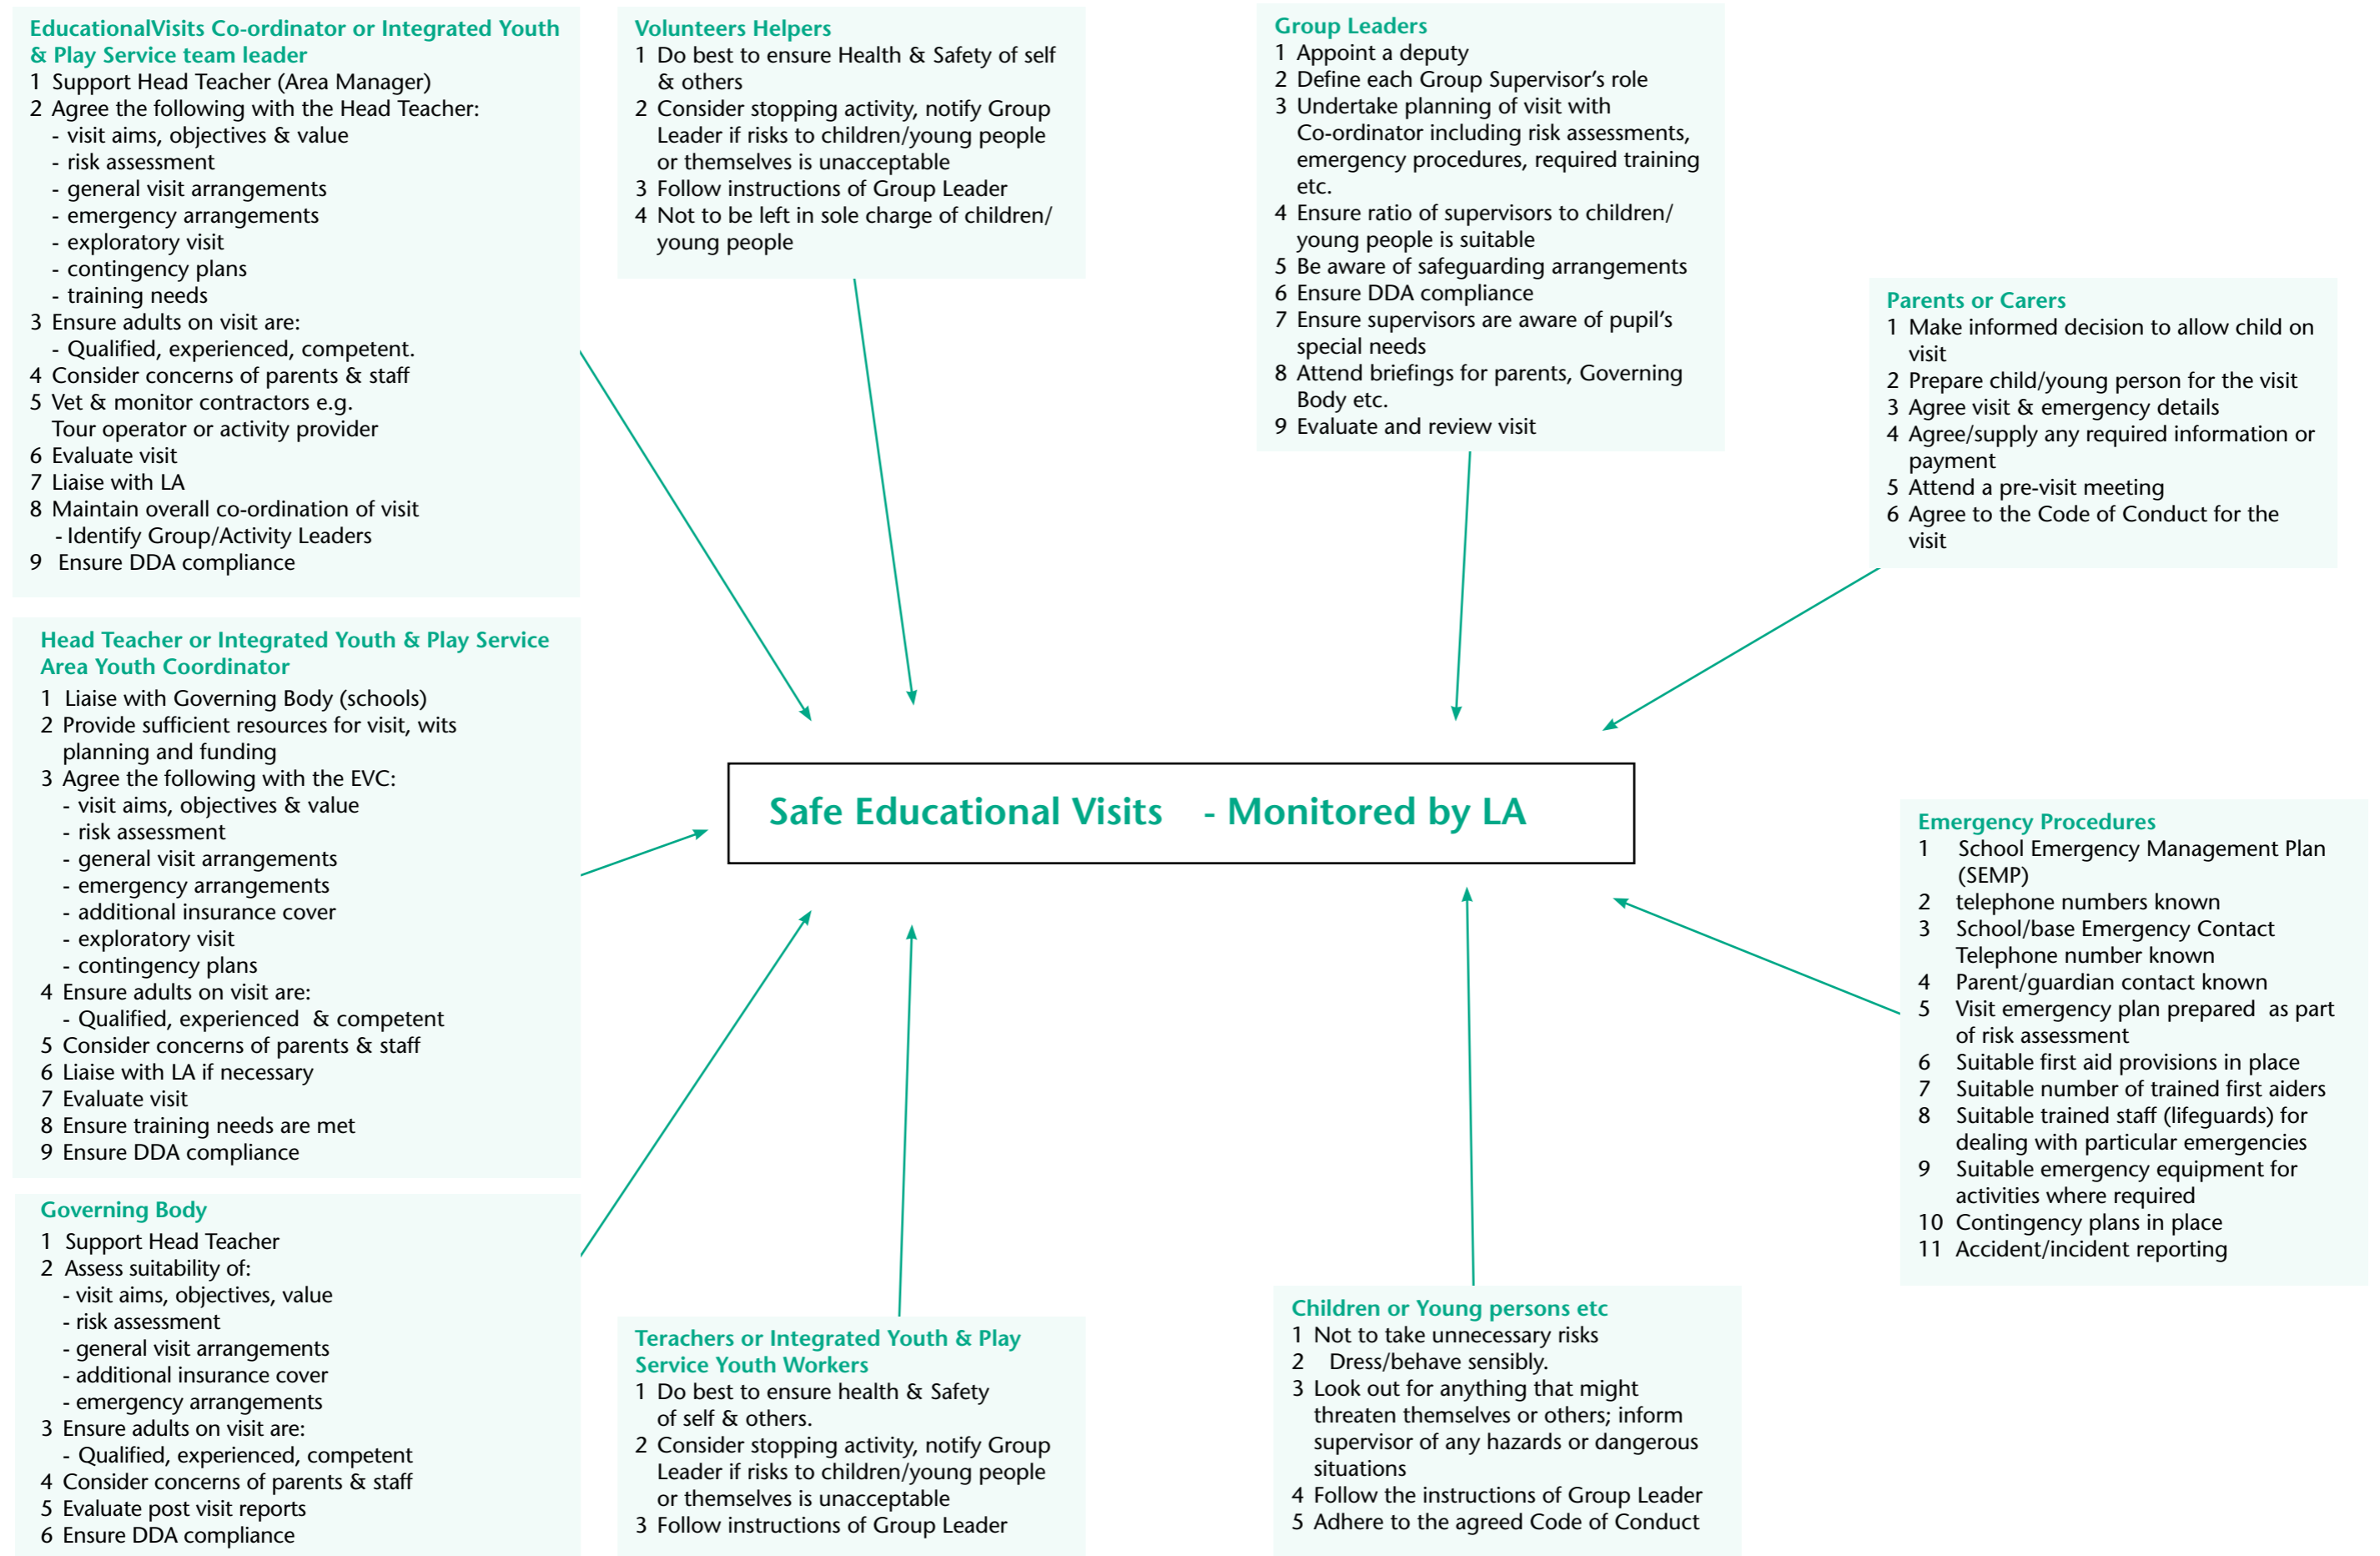 EducationalVisits Co-ordinator or Integrated Youth
& Play Service team leader
1 Support Head Teacher (Area Manager)
2 Agree the following with the Head Teacher:
- visit aims, objectives & value
- risk assessment
- general visit arrangements
- emergency arrangements
- exploratory visit
- contingency plans
- training needs
3 Ensure adults on visit are:
- Qualified, experienced, competent.
4 Consider concerns of parents & staff
5 Vet & monitor contractors e.g.
Tour operator or activity provider
6 Evaluate visit
7 Liaise with LA
8 Maintain overall co-ordination of visit
- Identify Group/Activity Leaders
9 Ensure DDA compliance
Volunteers Helpers
1 Do best to ensure Health & Safety of self
& others
2 Consider stopping activity, notify Group
Leader if risks to children/young people
or themselves is unacceptable
3 Follow instructions of Group Leader
4 Not to be left in sole charge of children/
young people
Group Leaders
1 Appoint a deputy
2 Define each Group Supervisor's role
3 Undertake planning of visit with
Co-ordinator including risk assessments,
emergency procedures, required training
etc.
4 Ensure ratio of supervisors to children/
young people is suitable
5 Be aware of safeguarding arrangements
6 Ensure DDA compliance
7 Ensure supervisors are aware of pupil's
special needs
8 Attend briefings for parents, Governing
Body etc.
9 Evaluate and review visit
Parents or Carers
1 Make informed decision to allow child on
visit
2 Prepare child/young person for the visit
3 Agree visit & emergency details
4 Agree/supply any required information or
payment
5 Attend a pre-visit meeting
6 Agree to the Code of Conduct for the
visit
Head Teacher or Integrated Youth & Play Service
Area Youth Coordinator
1 Liaise with Governing Body (schools)
2 Provide sufficient resources for visit, wits
planning and funding
3 Agree the following with the EVC:
- visit aims, objectives & value
- risk assessment
- general visit arrangements
- emergency arrangements
- additional insurance cover
- exploratory visit
- contingency plans
4 Ensure adults on visit are:
- Qualified, experienced & competent
5 Consider concerns of parents & staff
6 Liaise with LA if necessary
7 Evaluate visit
8 Ensure training needs are met
9 Ensure DDA compliance
Safe Educational Visits - Monitored by LA
Emergency Procedures
1 School Emergency Management Plan
(SEMP)
2 telephone numbers known
3 School/base Emergency Contact
Telephone number known
4 Parent/guardian contact known
5 Visit emergency plan prepared as part
of risk assessment
6 Suitable first aid provisions in place
7 Suitable number of trained first aiders
8 Suitable trained staff (lifeguards) for
dealing with particular emergencies
9 Suitable emergency equipment for
activities where required
10 Contingency plans in place
11 Accident/incident reporting
Governing Body
1 Support Head Teacher
2 Assess suitability of:
- visit aims, objectives, value
- risk assessment
- general visit arrangements
- additional insurance cover
- emergency arrangements
3 Ensure adults on visit are:
- Qualified, experienced, competent
4 Consider concerns of parents & staff
5 Evaluate post visit reports
6 Ensure DDA compliance
Terachers or Integrated Youth & Play
Service Youth Workers
1 Do best to ensure health & Safety
of self & others.
2 Consider stopping activity, notify Group
Leader if risks to children/young people
or themselves is unacceptable
3 Follow instructions of Group Leader
Children or Young persons etc
1 Not to take unnecessary risks
2 Dress/behave sensibly.
3 Look out for anything that might
threaten themselves or others; inform
supervisor of any hazards or dangerous
situations
4 Follow the instructions of Group Leader
5 Adhere to the agreed Code of Conduct